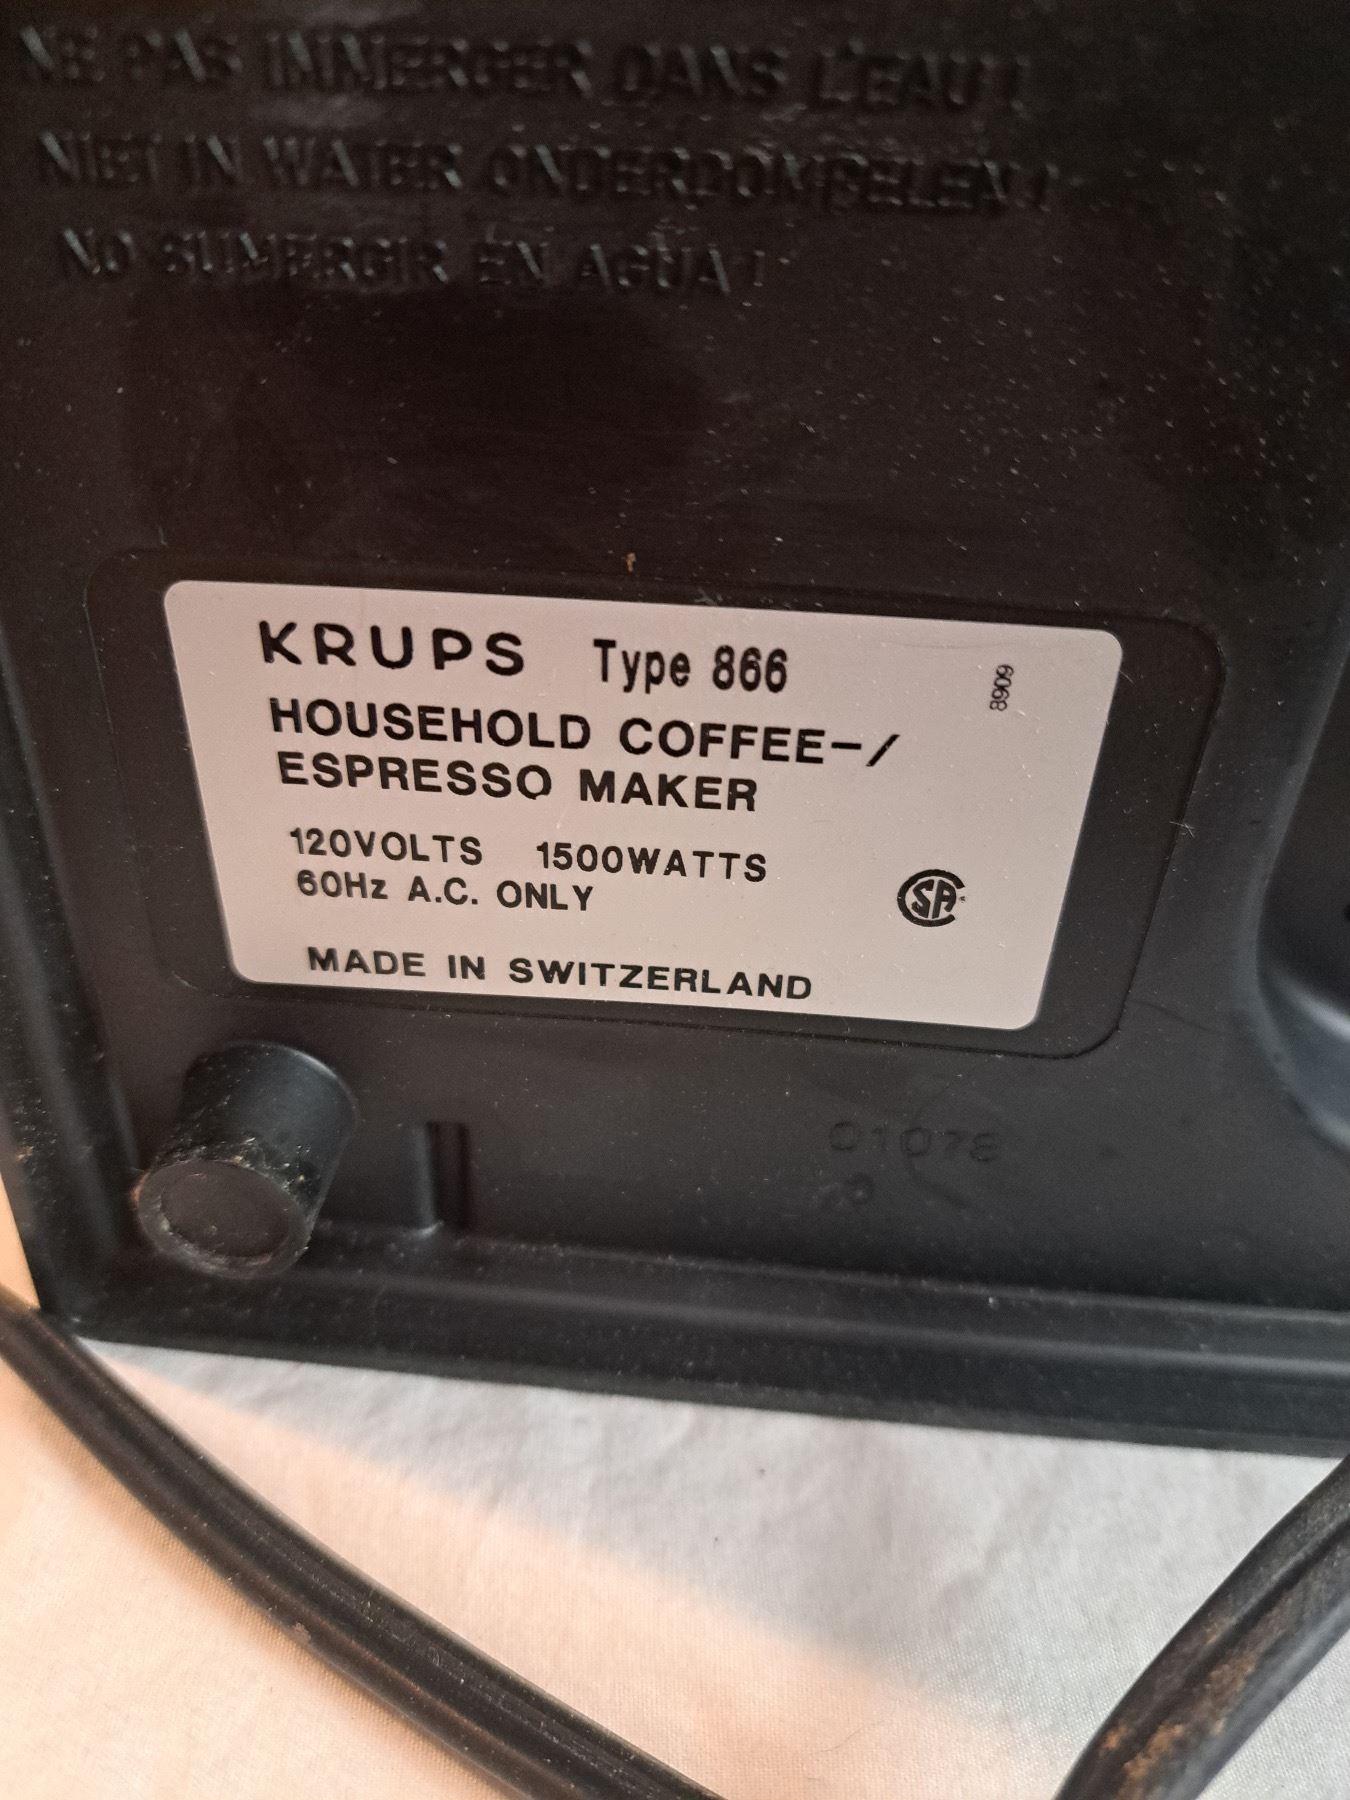 NE PAS IMMERGER DANS L'EAU !
NIET IN WATER ONDERDOMPELEN !
NO SUMERGIR EN AGUA !
KRUPS Type 866
8909
HOUSEHOLD COFFEE-/
ESPRESSO MAKER
120VOLTS 1500WATTS
60Hz A.C. ONLY
SA
MADE IN SWITZERLAND